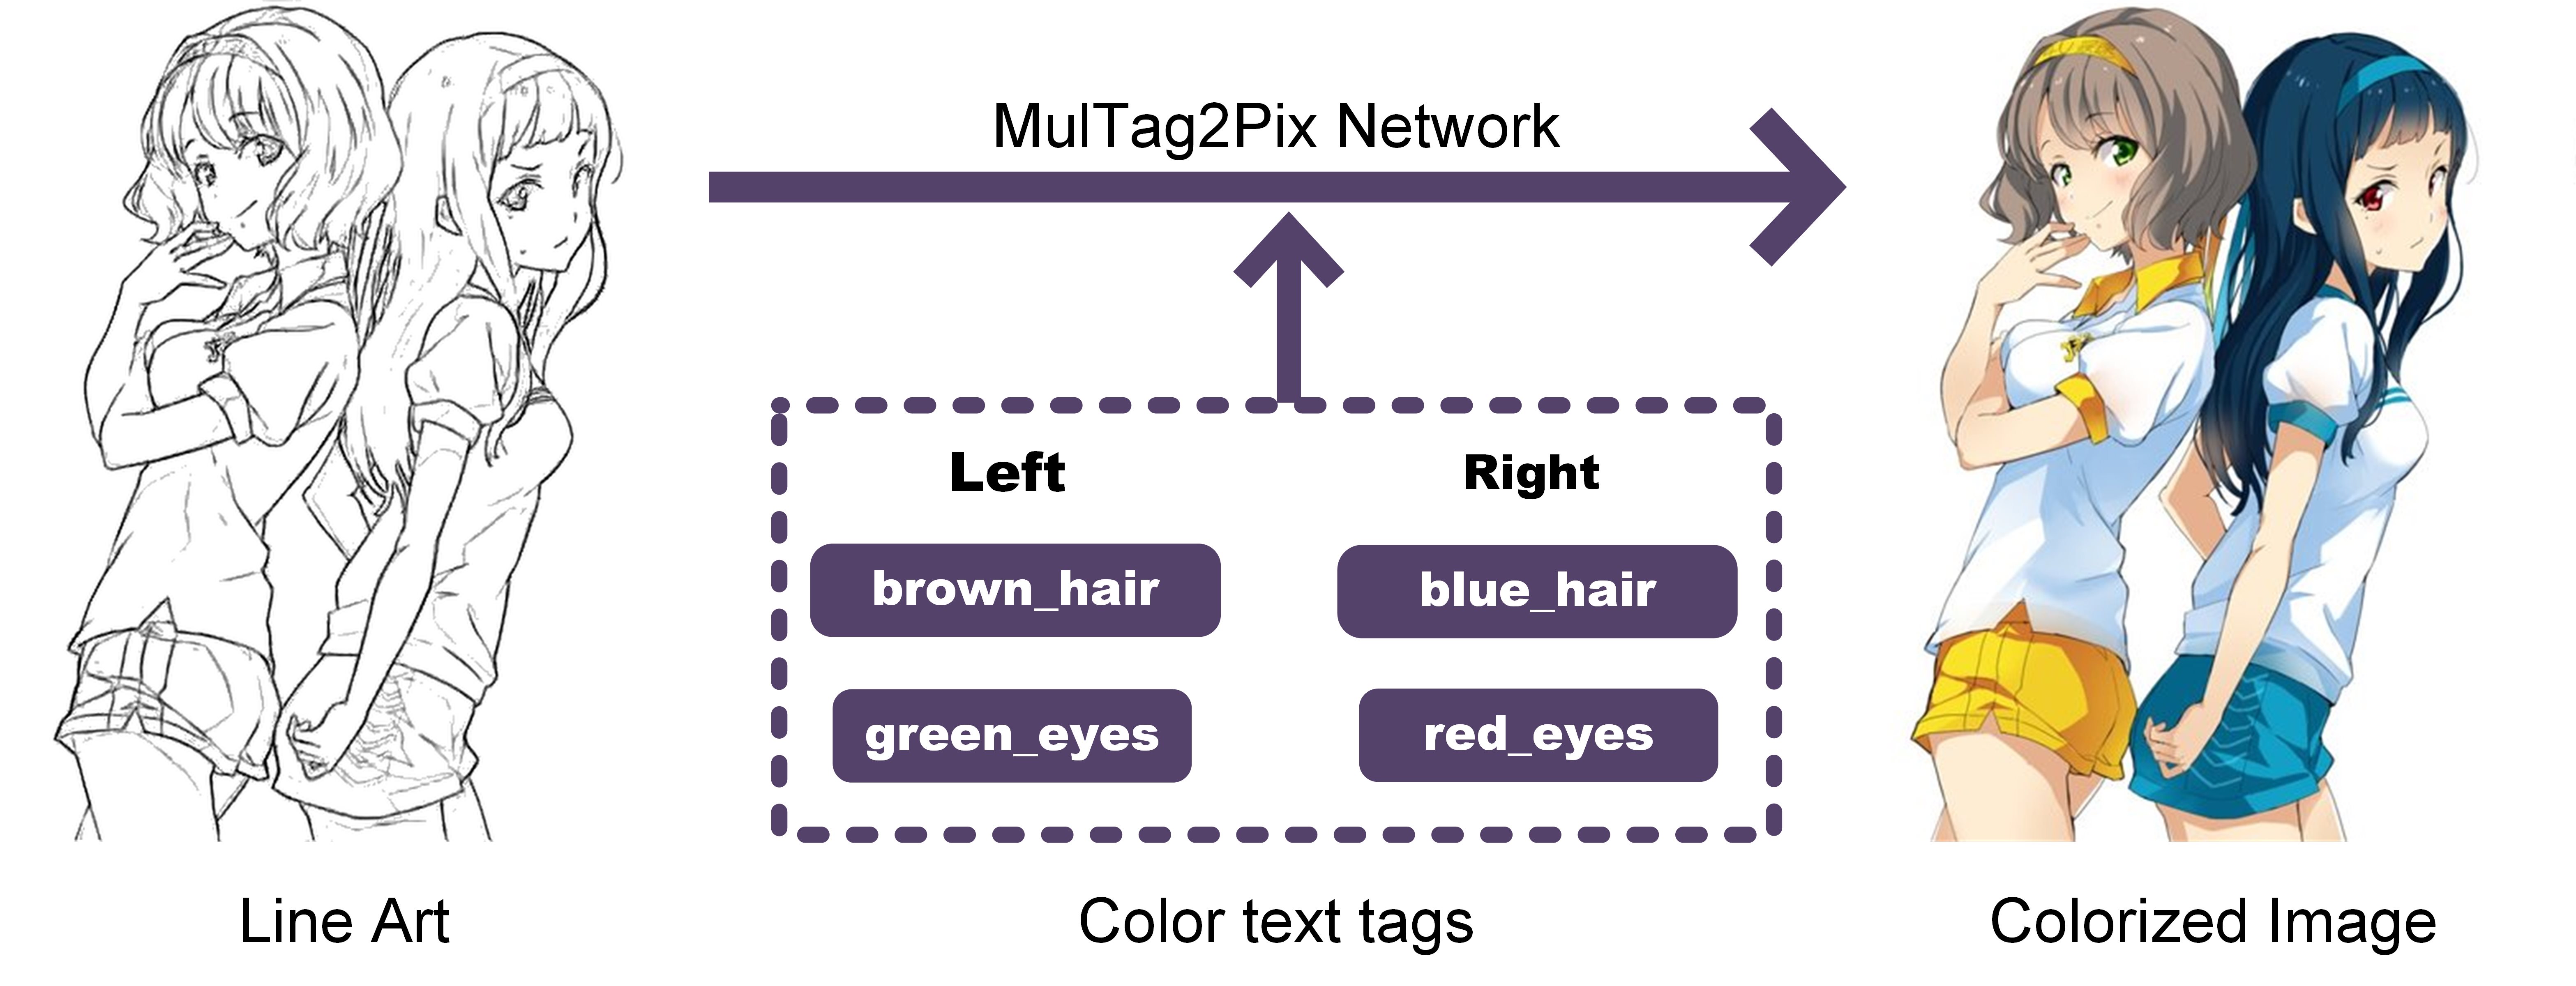 MulTag2Pix Network
Left
Right
brown_hair
blue_hair
green_eyes
red_eyes
Line Art
Color text tags
Colorized Image